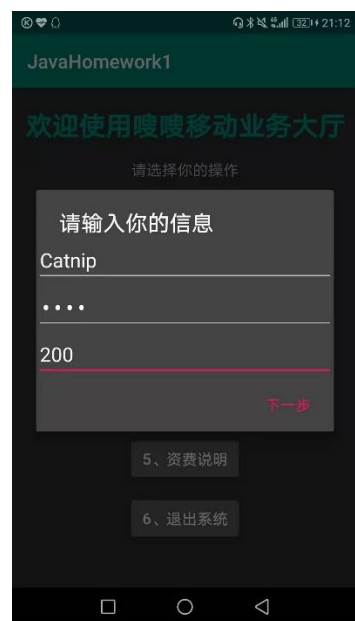 21:12
JavaHomework1
欢迎使用嗖嗖移动业务大厅
请选择你的操作
请输入你的信息
Catnip
••••
200
下一步
5、资费说明
6、退出系统